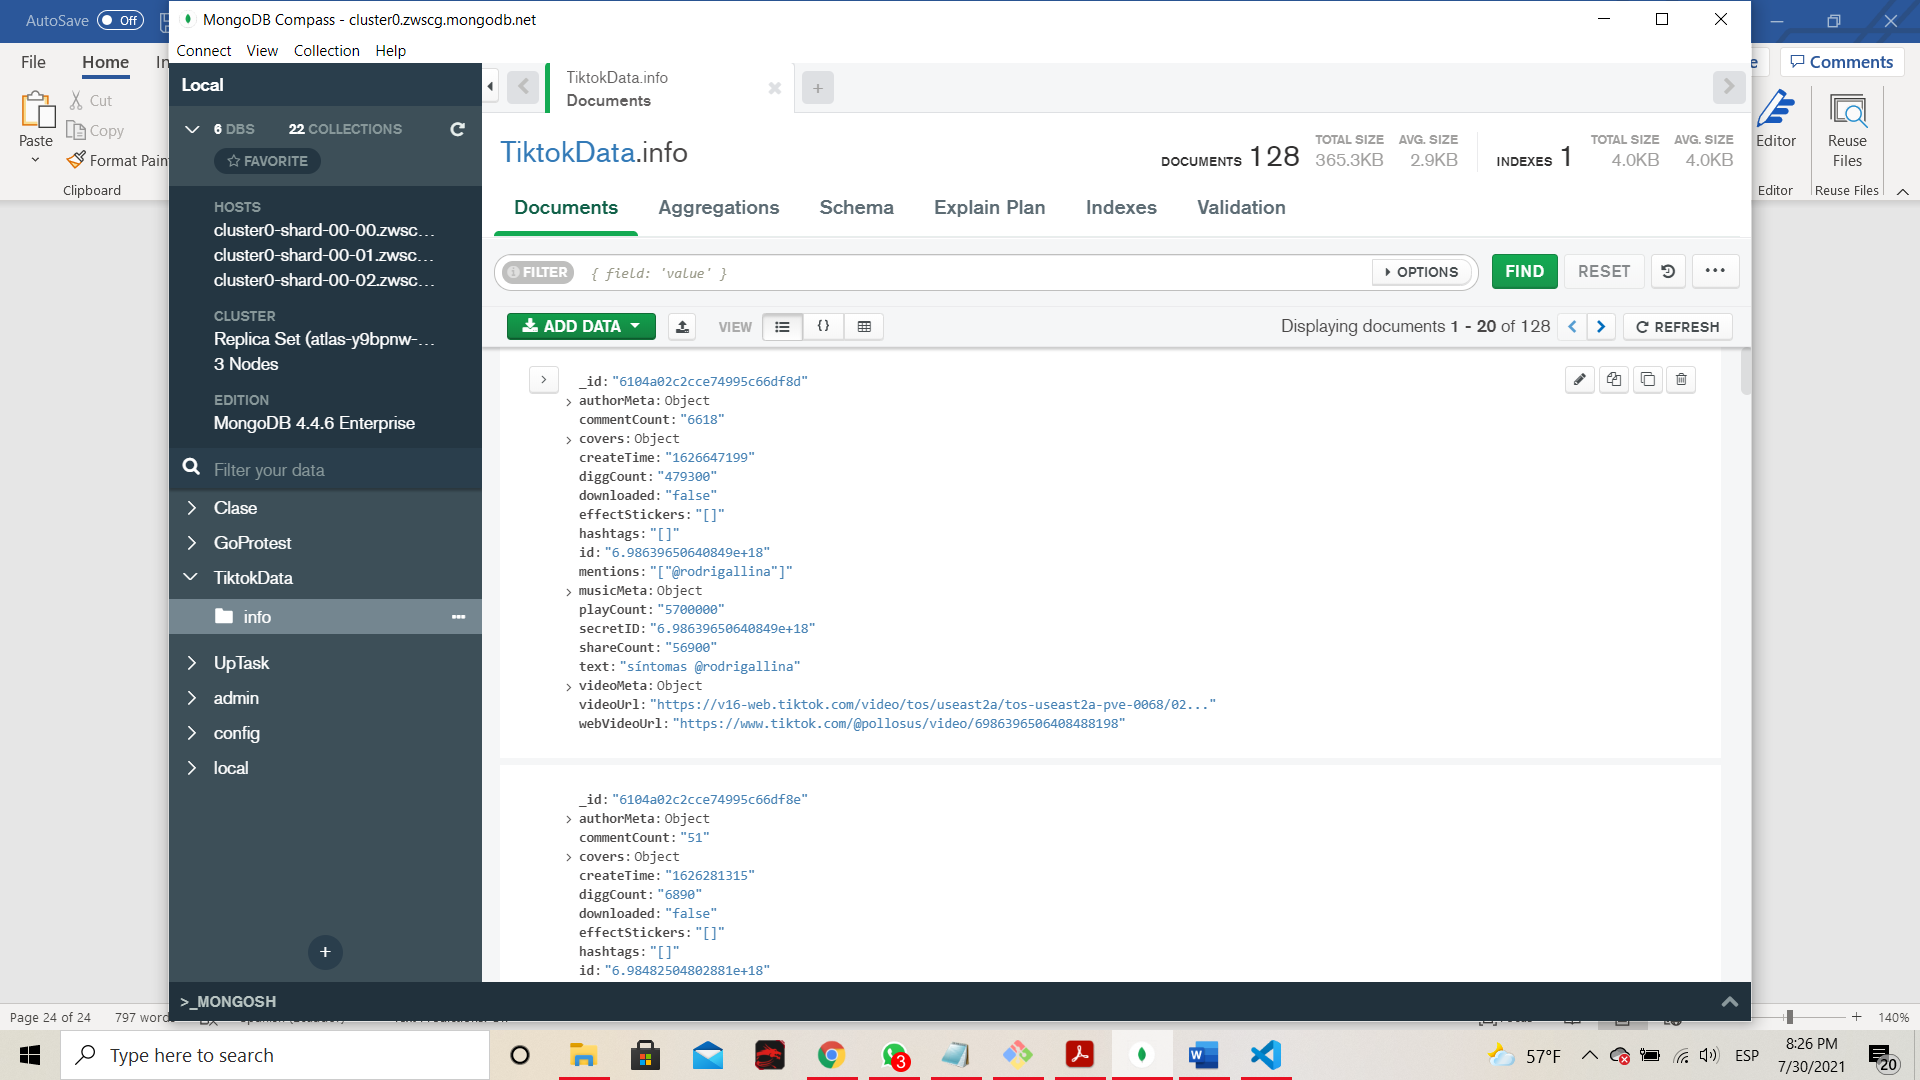 AutoSave Off
MongoDB Compass - cluster0.zwscg.mongodb.net
Connect View Collection Help
File Home In
Comments
Cut
Copy
Format Pain
Paste
Clipboard
Editor
Reuse
Files
Editor
Reuse Files
Local
6 DBS 22 COLLECTIONS
FAVORITE
HOSTS
cluster0-shard-00-00.zwsc...
cluster0-shard-00-01.zwsc...
cluster0-shard-00-02.zwsc...
CLUSTER
Replica Set (atlas-y9bpnw-...
3 Nodes
EDITION
MongoDB 4.4.6 Enterprise
Filter your data
Clase
GoProtest
TiktokData
info
UpTask
admin
config
local
TiktokData.info
Documents
TiktokData.info
DOCUMENTS 128
TOTAL SIZE
365.3KB
AVG. SIZE
2.9KB
INDEXES 1
TOTAL SIZE
4.0KB
AVG. SIZE
4.0KB
Documents Aggregations Schema Explain Plan Indexes Validation
FILTER { field: 'value' } OPTIONS FIND RESET ...
ADD DATA VIEW {} Displaying documents 1 - 20 of 128 REFRESH
_id: "6104a02c2cce74995c66df8d"
authorMeta: Object
commentCount: "6618"
covers: Object
createTime: "1626647199"
diggCount: "479300"
downloaded: "false"
effectStickers: "[]"
hashtags: "[]"
id: "6.98639650640849e+18"
mentions: "["@rodrigallina"]"
musicMeta: Object
playCount: "5700000"
secretID: "6.98639650640849e+18"
shareCount: "56900"
text: "síntomas @rodrigallina"
videoMeta: Object
videoUrl: "https://v16-web.tiktok.com/video/tos/useast2a/tos-useast2a-pve-0068/02..."
webVideoUrl: "https://www.tiktok.com/@pollosus/video/6986396506408488198"
_id: "6104a02c2cce74995c66df8e"
authorMeta: Object
commentCount: "51"
covers: Object
createTime: "1626281315"
diggCount: "6890"
downloaded: "false"
effectStickers: "[]"
hashtags: "[]"
id: "6.98482504802881e+18"
>_MONGOSH
Page 24 of 24 797 words
140%
Type here to search
3
57°F
ESP
8:26 PM
7/30/2021
20